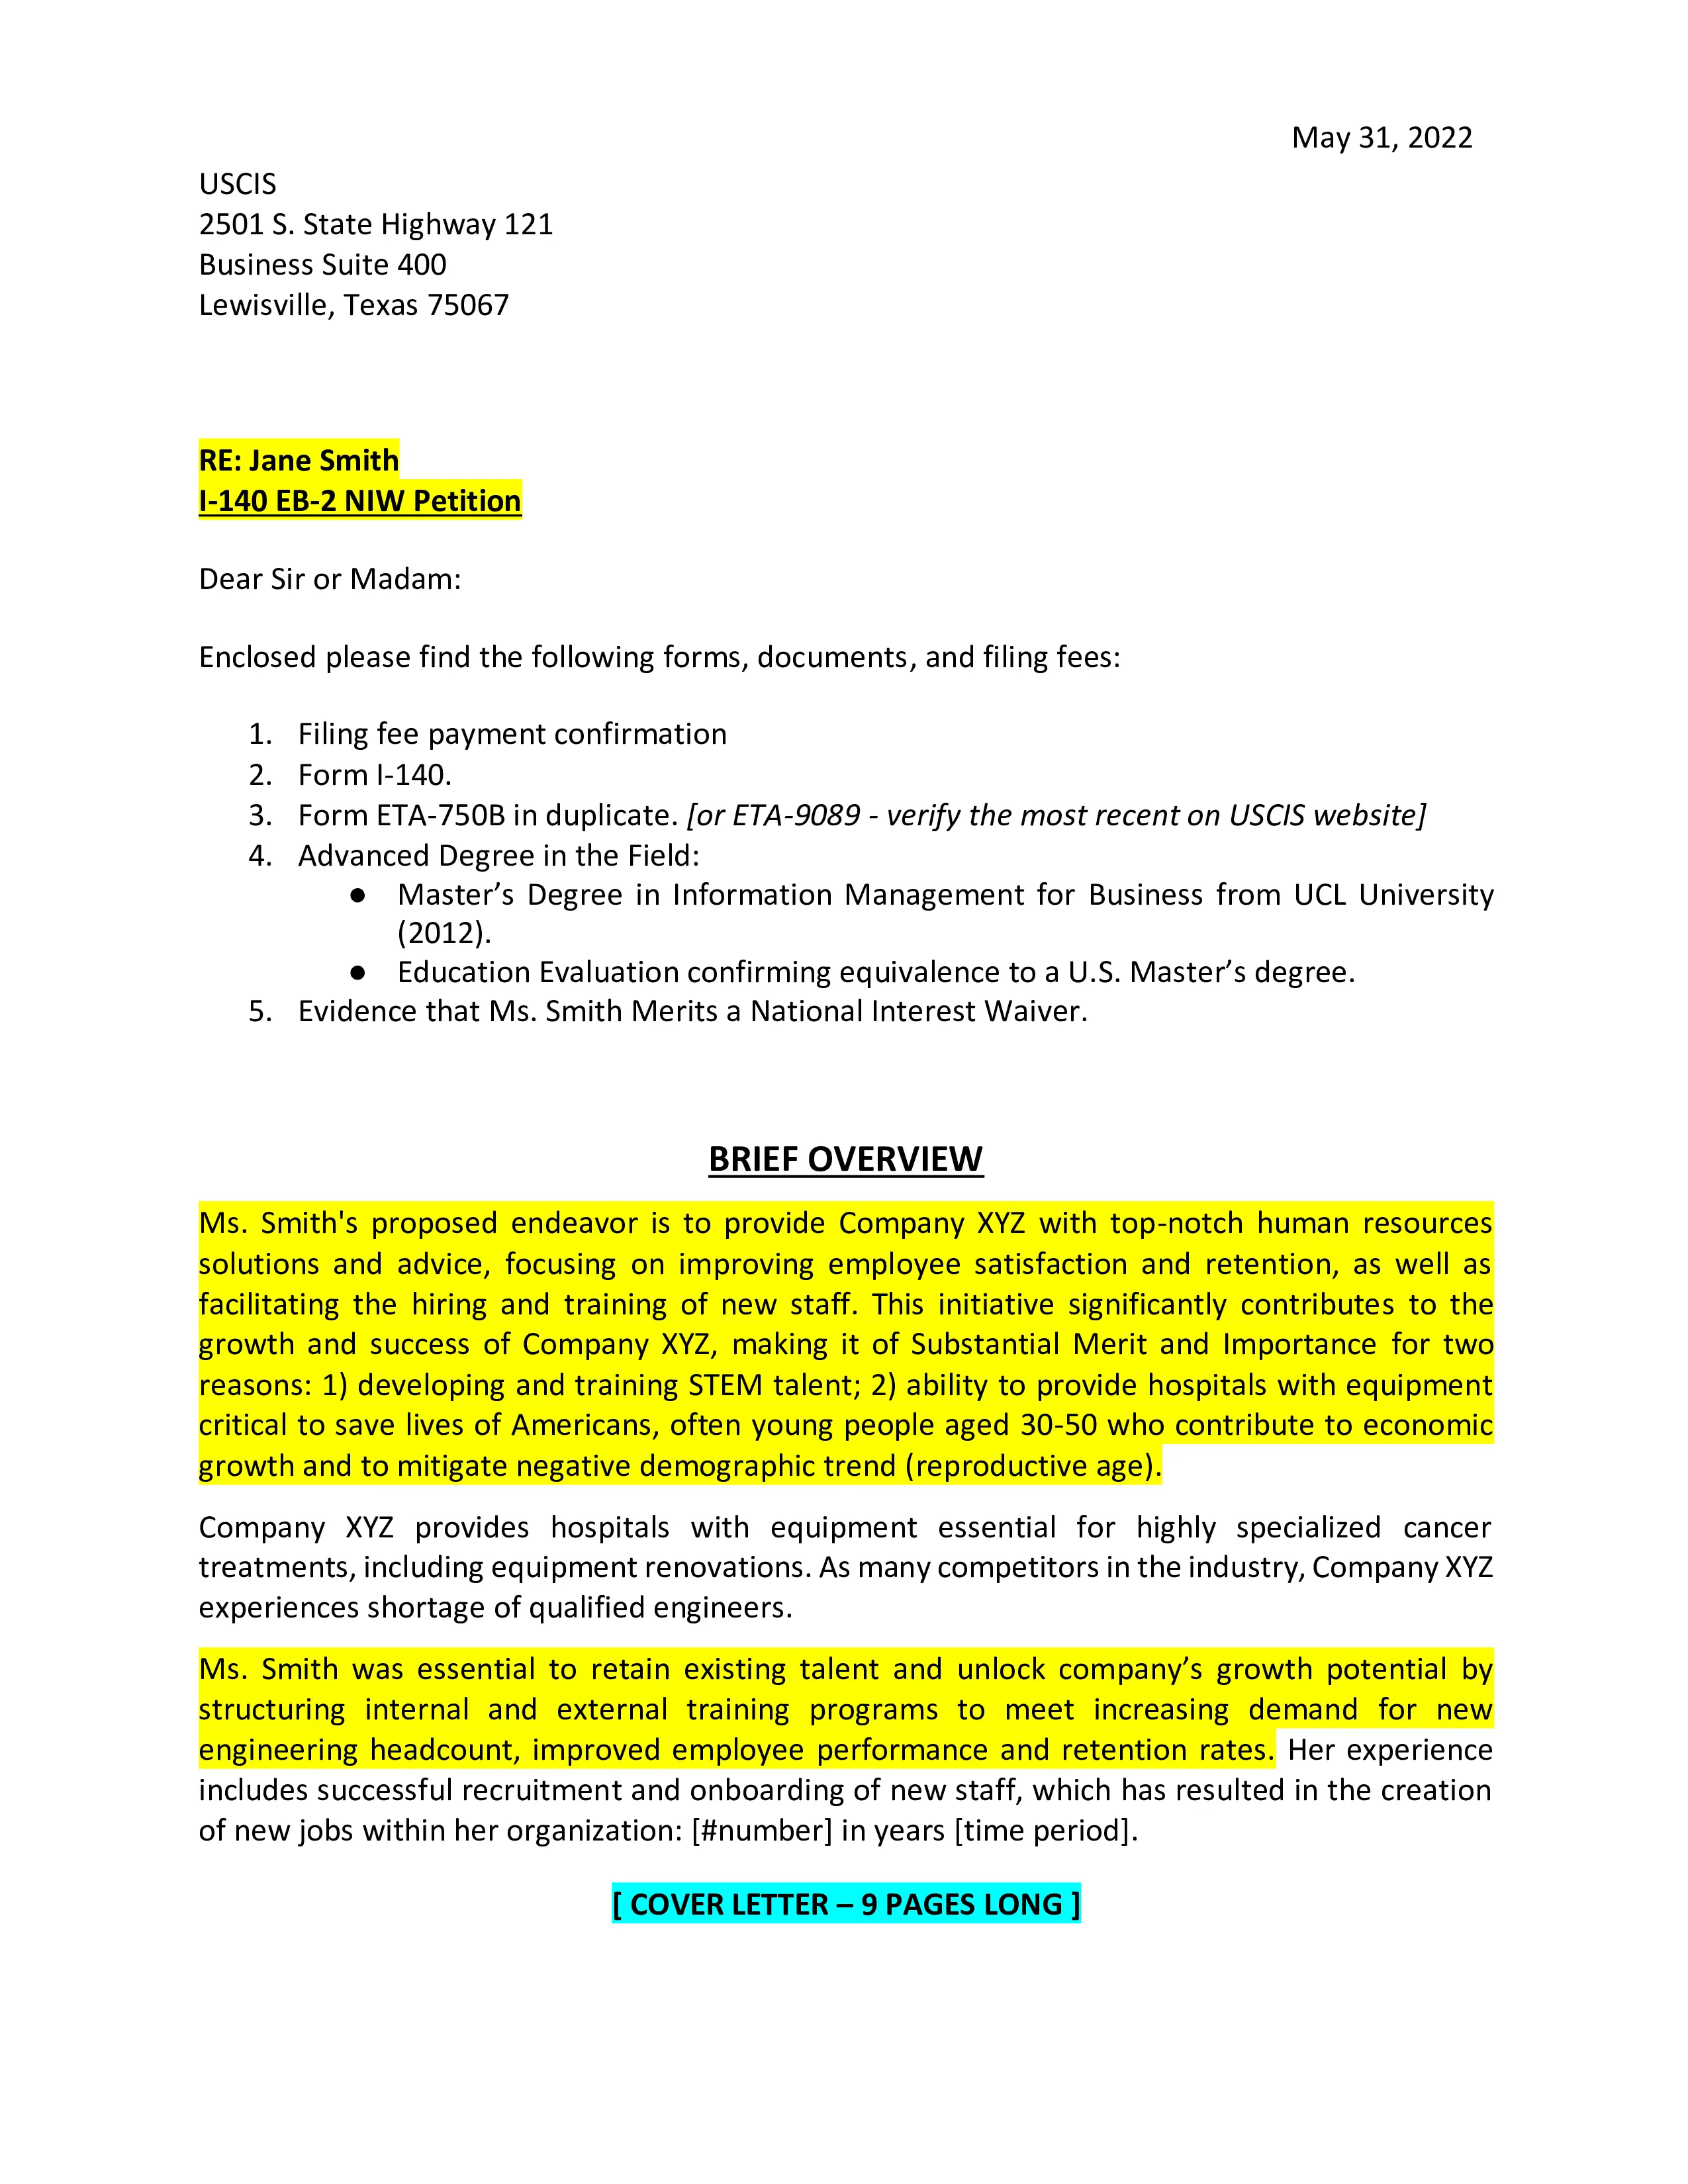 May 31, 2022
USCIS
2501 S. State Highway 121
Business Suite 400
Lewisville, Texas 75067
RE: Jane Smith
I-140 EB-2 NIW Petition
Dear Sir or Madam:
Enclosed please find the following forms, documents, and filing fees:
1. Filing fee payment confirmation
2. Form I-140.
3. Form ETA-750B in duplicate. [or ETA-9089 - verify the most recent on USCIS website]
4. Advanced Degree in the Field:
● Master’s Degree in Information Management for Business from UCL University
(2012).
● Education Evaluation confirming equivalence to a U.S. Master’s degree.
5. Evidence that Ms. Smith Merits a National Interest Waiver.
BRIEF OVERVIEW
Ms. Smith's proposed endeavor is to provide Company XYZ with top-notch human resources
solutions and advice, focusing on improving employee satisfaction and retention, as well as
facilitating the hiring and training of new staff. This initiative significantly contributes to the
growth and success of Company XYZ, making it of Substantial Merit and Importance for two
reasons: 1) developing and training STEM talent; 2) ability to provide hospitals with equipment
critical to save lives of Americans, often young people aged 30-50 who contribute to economic
growth and to mitigate negative demographic trend (reproductive age).
Company XYZ provides hospitals with equipment essential for highly specialized cancer
treatments, including equipment renovations. As many competitors in the industry, Company XYZ
experiences shortage of qualified engineers.
Ms. Smith was essential to retain existing talent and unlock company’s growth potential by
structuring internal and external training programs to meet increasing demand for new
engineering headcount, improved employee performance and retention rates. Her experience
includes successful recruitment and onboarding of new staff, which has resulted in the creation
of new jobs within her organization: [#number] in years [time period].
[ COVER LETTER – 9 PAGES LONG ]